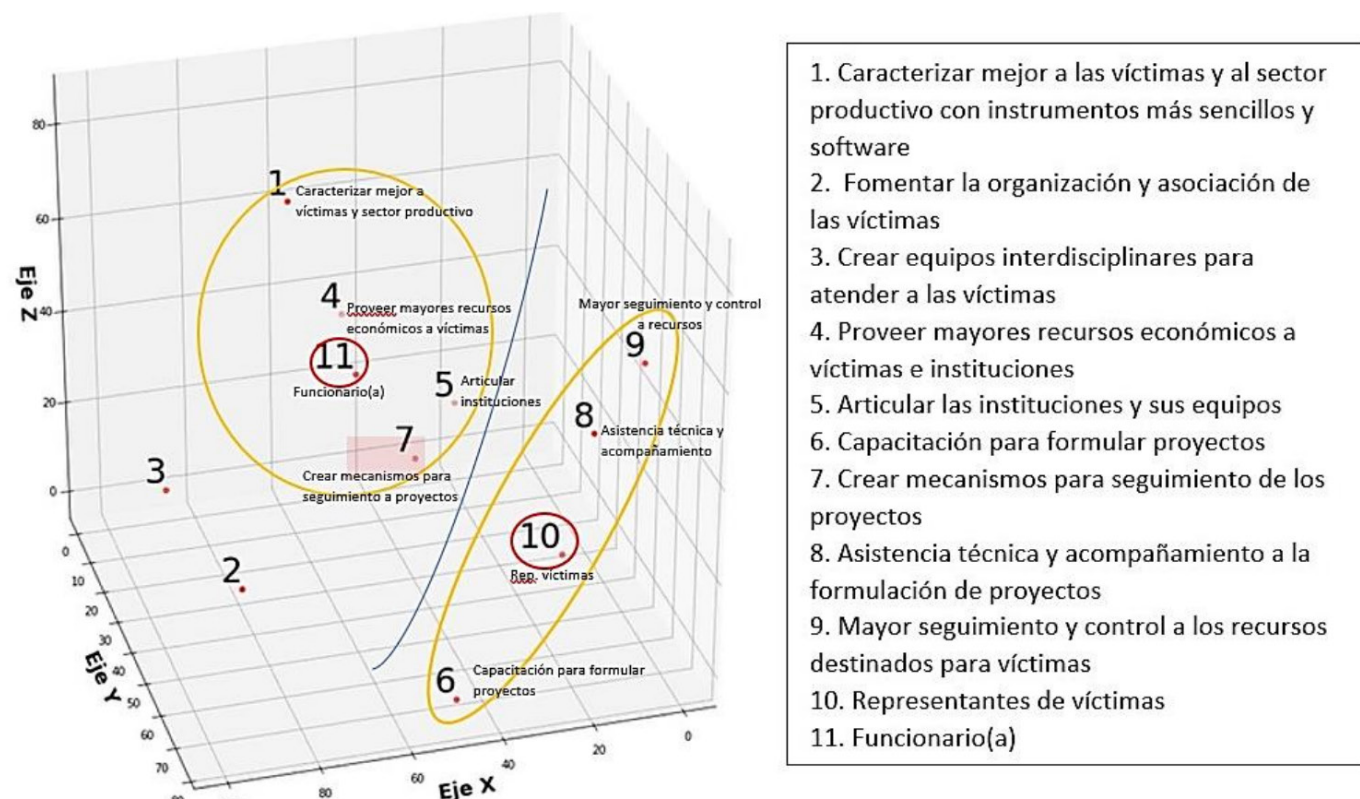 80
60
40
20
0
Eje Z
1
Caracterizar mejor a
víctimas y sector productivo
4
Proveer mayores recursos
económicos a víctimas
11
Funcionario(a)
5
Articular
instituciones
7
Crear mecanismos para
seguimiento a proyectos
3
2
Mayor seguimiento y control
a recursos
9
8
Asistencia técnica y
acompañamiento
10
Rep. víctimas
6
Capacitación para formular
proyectos
0
10
20
30
40
50
60
70
Eje Y
80
60
40
20
0
Eje X
1. Caracterizar mejor a las víctimas y al sector
productivo con instrumentos más sencillos y
software
2. Fomentar la organización y asociación de
las víctimas
3. Crear equipos interdisciplinares para
atender a las víctimas
4. Proveer mayores recursos económicos a
víctimas e instituciones
5. Articular las instituciones y sus equipos
6. Capacitación para formular proyectos
7. Crear mecanismos para seguimiento de los
proyectos
8. Asistencia técnica y acompañamiento a la
formulación de proyectos
9. Mayor seguimiento y control a los recursos
destinados para víctimas
10. Representantes de víctimas
11. Funcionario(a)